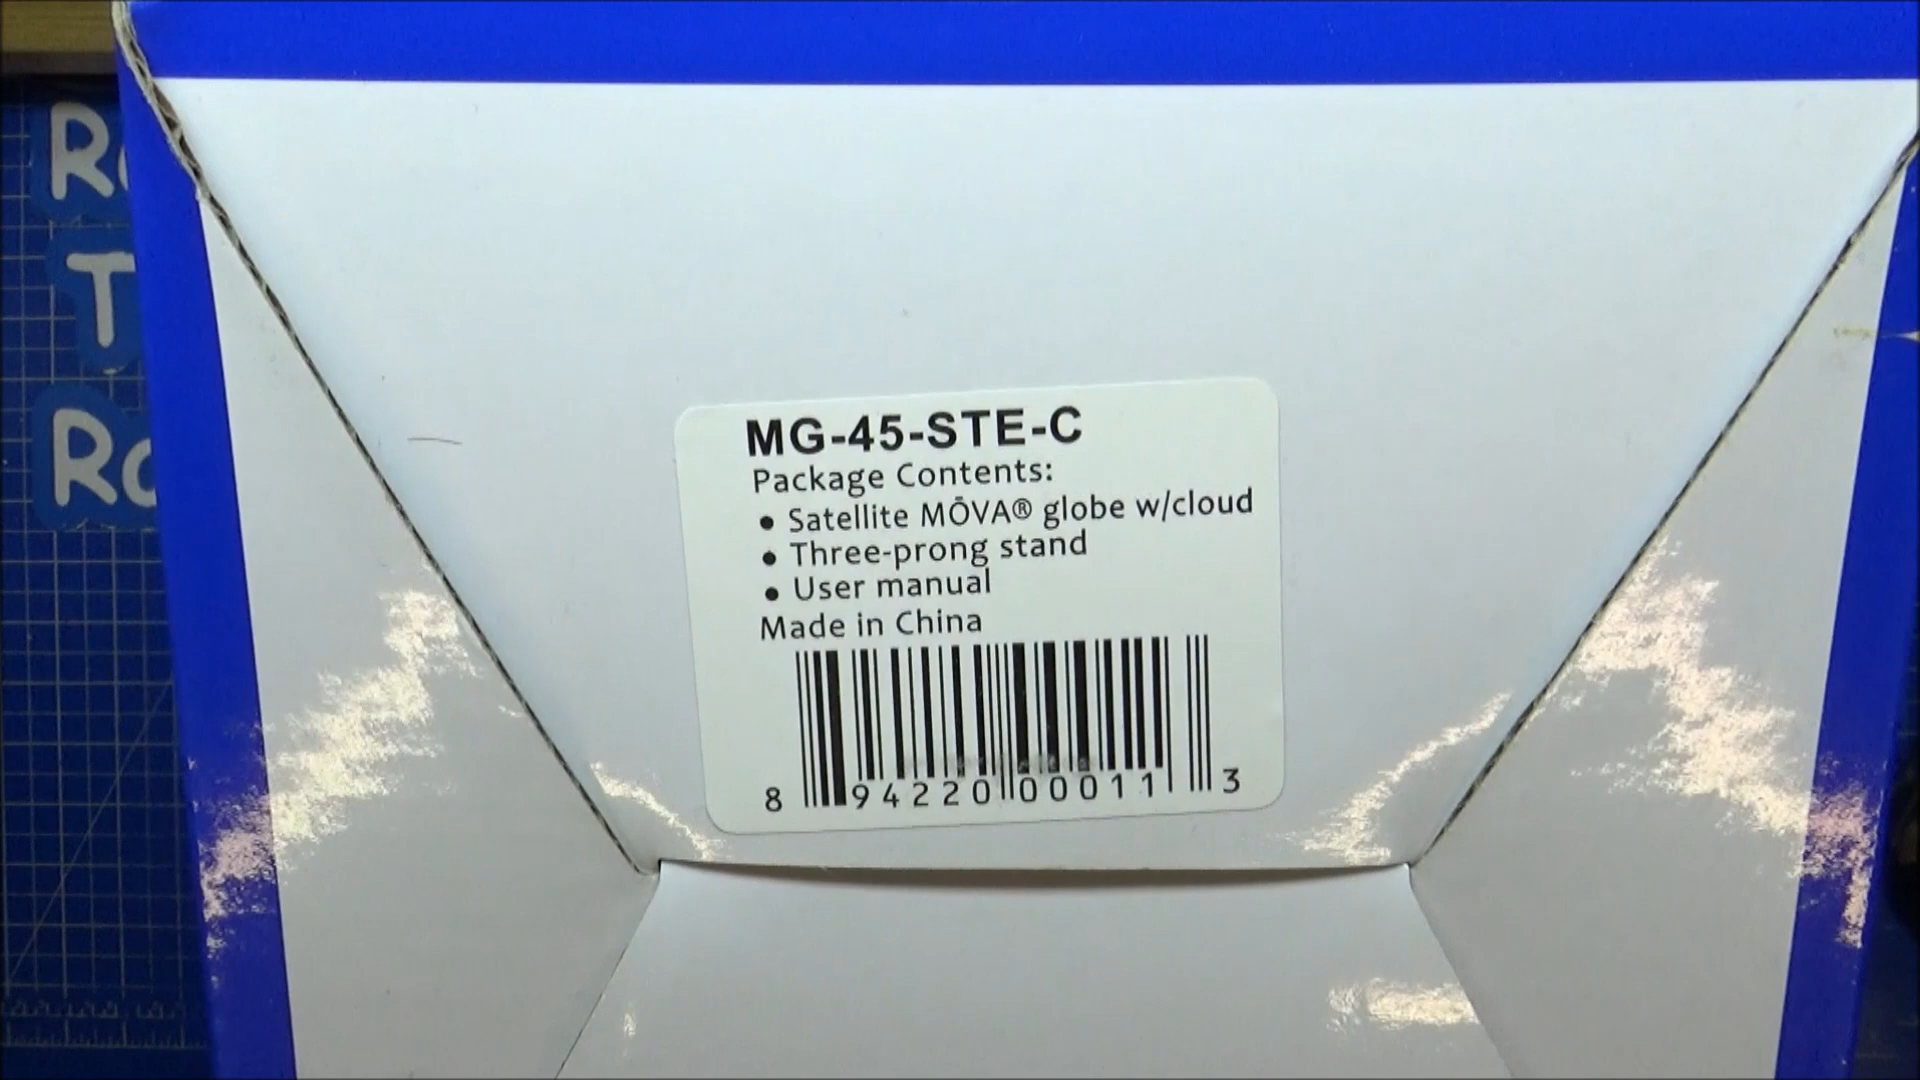 R
T
Ro
MG-45-STE-C
Package Contents:
• Satellite MŌVA® globe w/cloud
• Three-prong stand
• User manual
Made in China
8 94220 00011 3